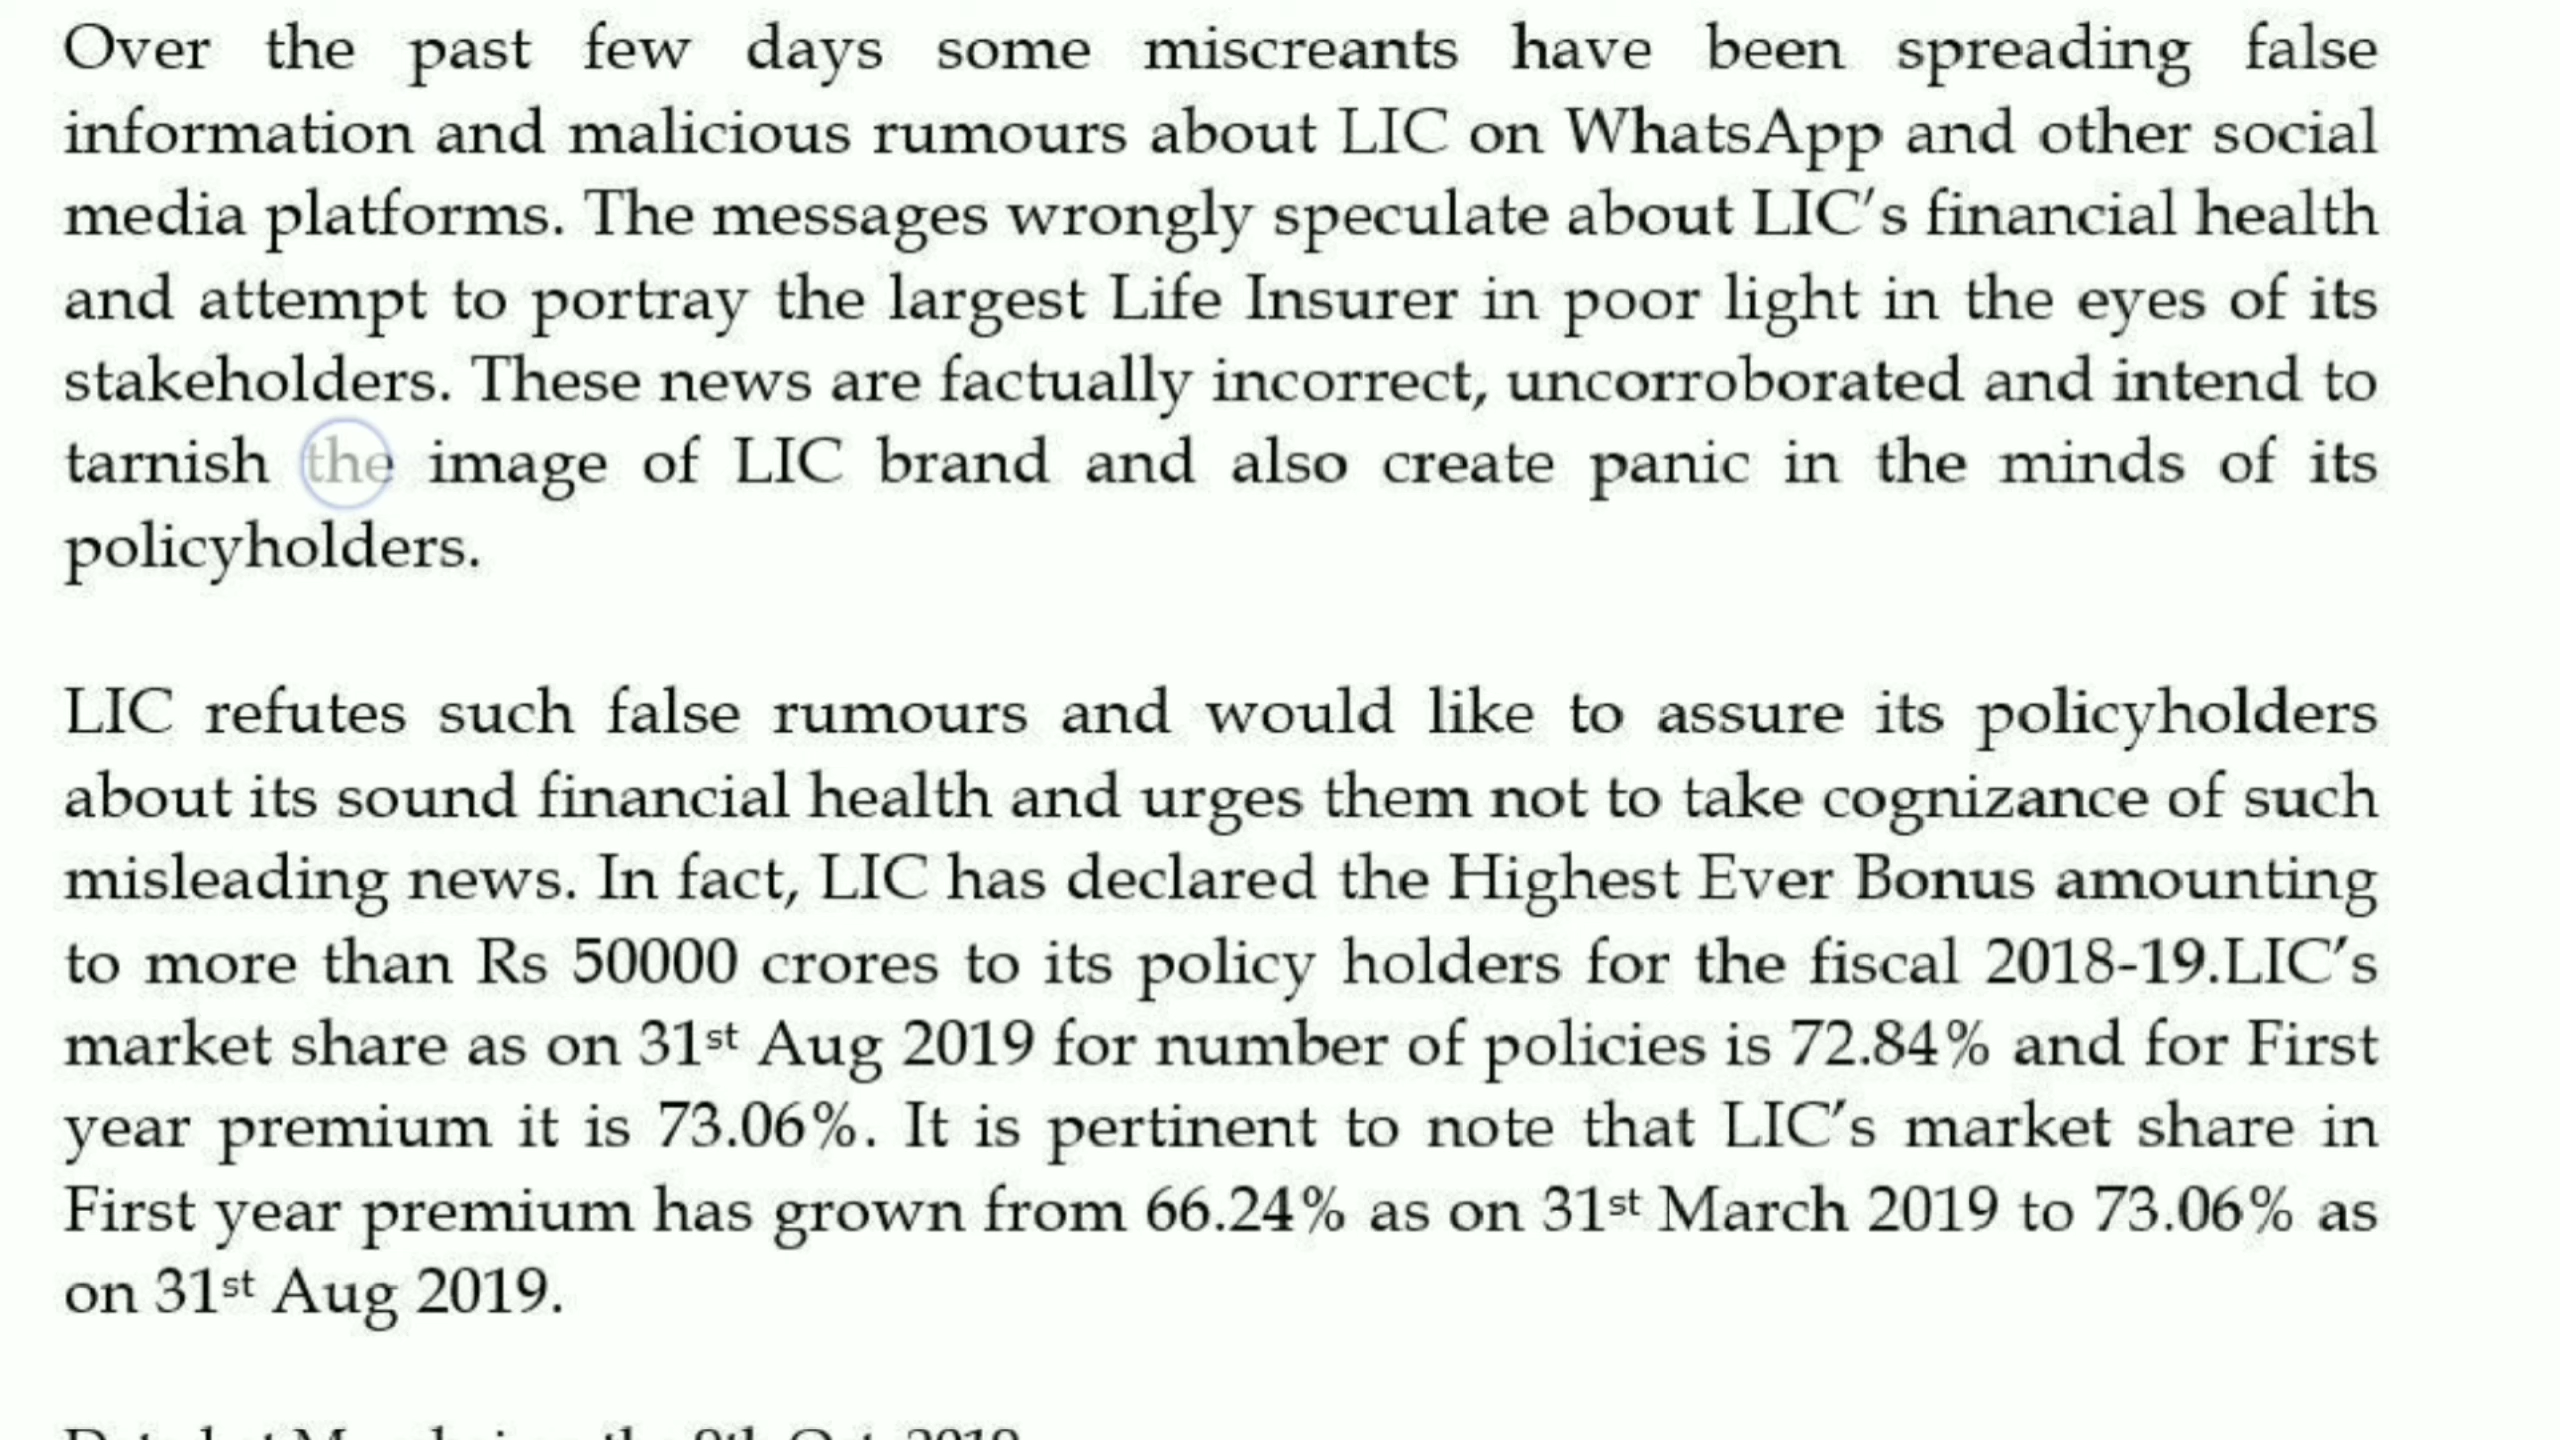 Over the past few days some miscreants have been spreading false
information and malicious rumours about LIC on WhatsApp and other social
media platforms. The messages wrongly speculate about LIC's financial health
and attempt to portray the largest Life Insurer in poor light in the eyes of its
stakeholders. These news are factually incorrect, uncorroborated and intend to
tarnish the image of LIC brand and also create panic in the minds of its
policyholders.
LIC refutes such false rumours and would like to assure its policyholders
about its sound financial health and urges them not to take cognizance of such
misleading news. In fact, LIC has declared the Highest Ever Bonus amounting
to more than Rs 50000 crores to its policy holders for the fiscal 2018-19.LIC's
market share as on 31st Aug 2019 for number of policies is 72.84% and for First
year premium it is 73.06%. It is pertinent to note that LIC's market share in
First year premium has grown from 66.24% as on 31st March 2019 to 73.06% as
on 31st Aug 2019.